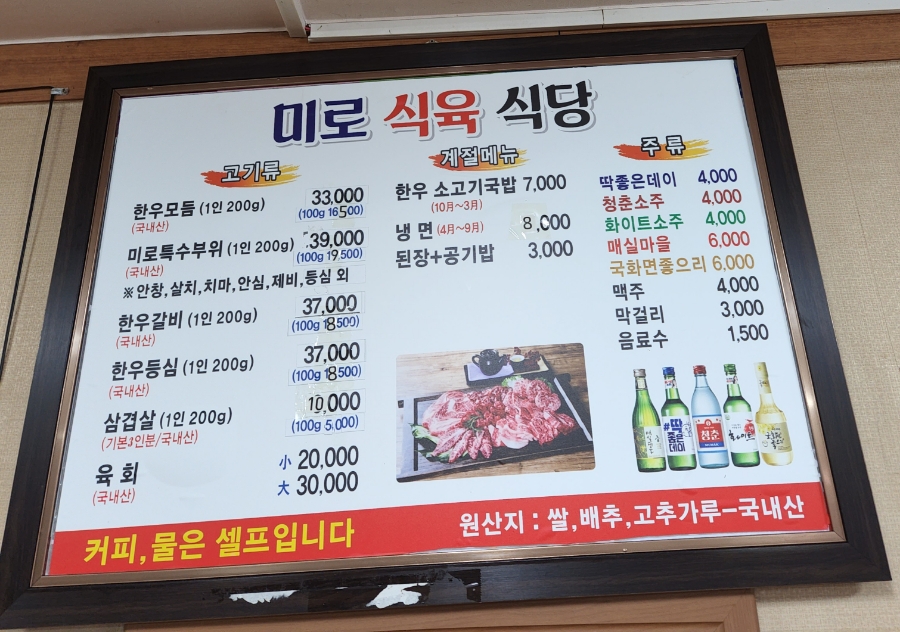 미로 식육 식당
고기류
한우모듬 (1인 200g) 33,000
(국내산) (100g 16,500)
미로특수부위 (1인 200g) 39,000
(국내산) (100g 19,500)
※안창,살치,치마,안심,제비,등심 외
한우갈비 (1인 200g) 37,000
(국내산) (100g 18,500)
한우등심 (1인 200g) 37,000
(국내산) (100g 18,500)
삼겹살 (1인 200g) 10,000
(기본4인분/국내산) (100g 5,000)
육 회 小 20,000
(국내산) 大 30,000
계절메뉴
한우 소고기국밥 7,000
(10月~3月)
냉 면 (4月~9月) 8,000
된장+공기밥 3,000
주 류
딱좋은데이 4,000
청춘소주 4,000
화이트소주 4,000
매실마을 6,000
국화면좋으리 6,000
맥주 4,000
막걸리 3,000
음료수 1,500
#딱
좋은
데이
청춘
화이트
커피,물은 셀프입니다
원산지 : 쌀,배추,고추가루-국내산